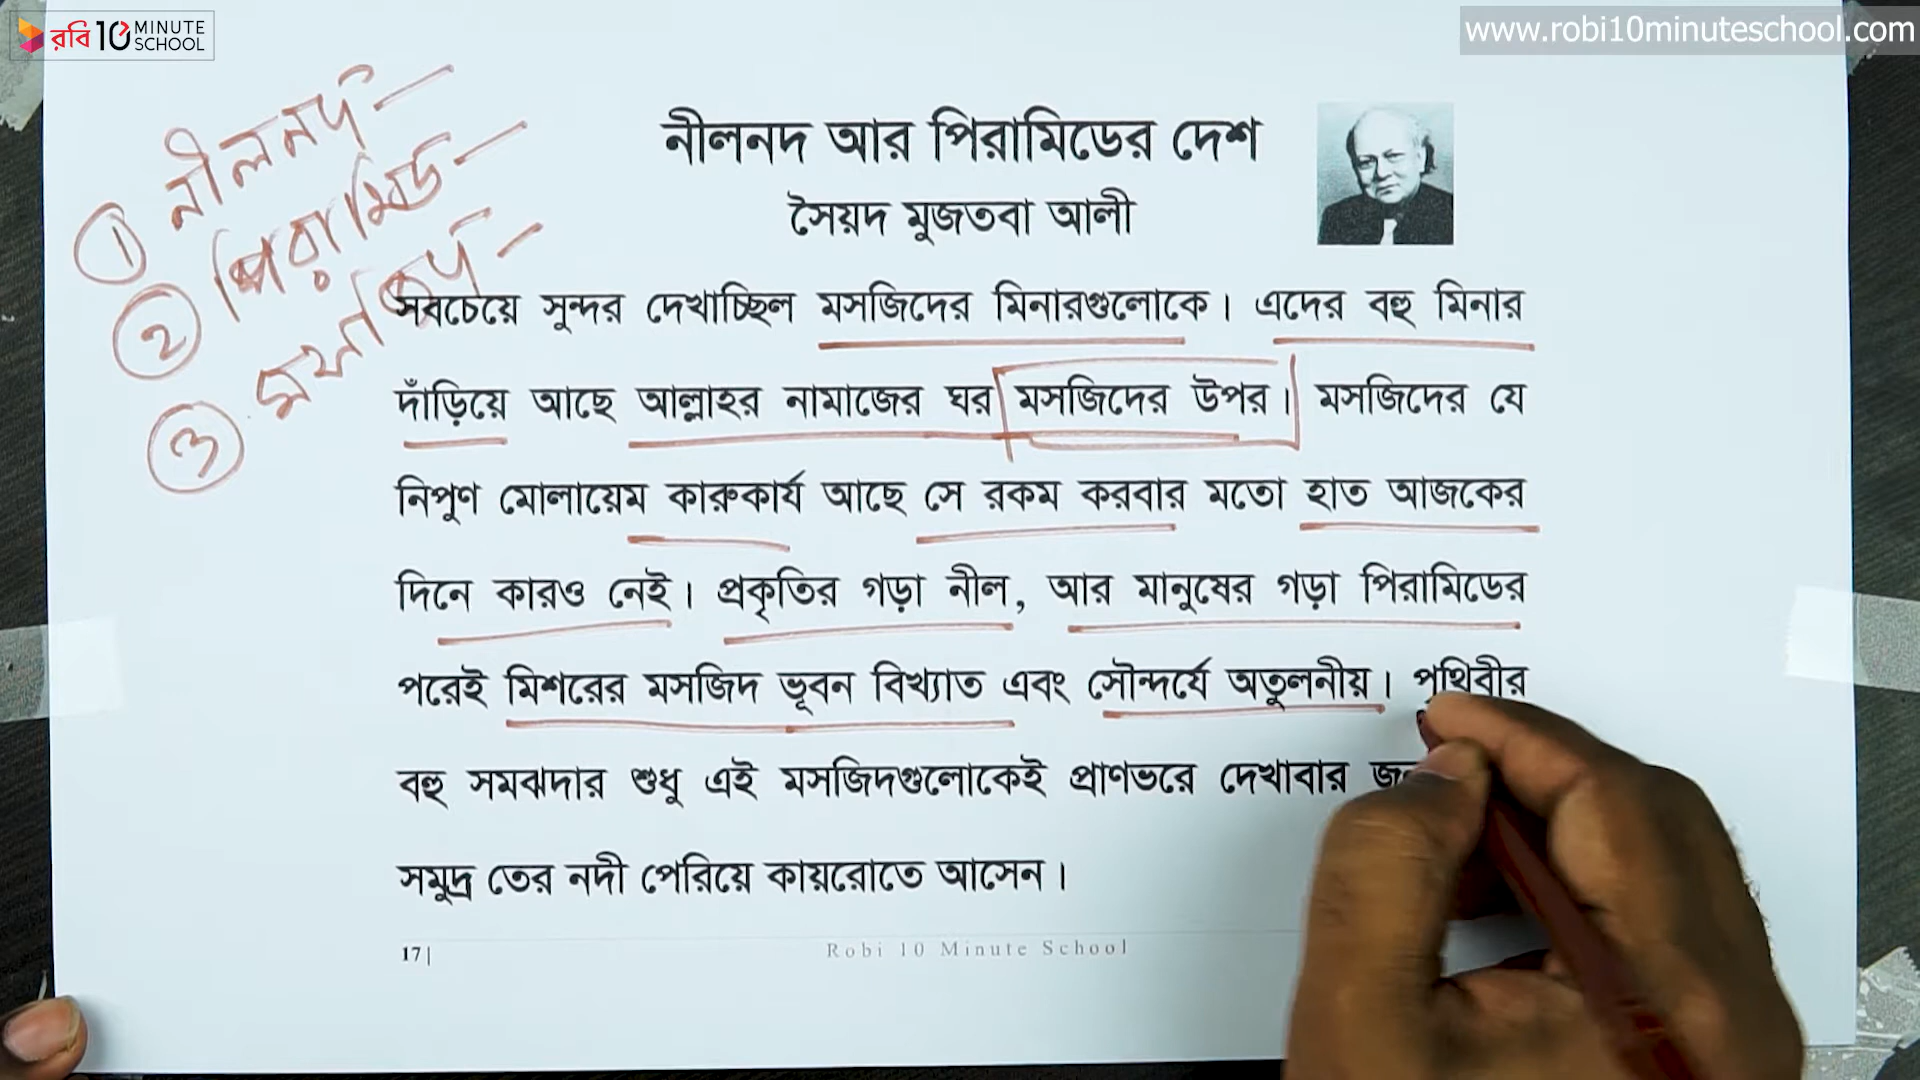 রবি 10 MINUTE SCHOOL
www.robi10minuteschool.com
নীলনদ আর পিরামিডের দেশ
সৈয়দ মুজতবা আলী
① নীলনদ –
② পিরামিড –
③
সবচেয়ে সুন্দর দেখাচ্ছিল মসজিদের মিনারগুলোকে। এদের বহু মিনার
দাঁড়িয়ে আছে আল্লাহর নামাজের ঘর মসজিদের উপর। মসজিদের যে
নিপুণ মোলায়েম কারুকার্য আছে সে রকম করবার মতো হাত আজকের
দিনে কারও নেই। প্রকৃতির গড়া নীল, আর মানুষের গড়া পিরামিডের
পরেই মিশরের মসজিদ ভূবন বিখ্যাত এবং সৌন্দর্যে অতুলনীয়। পৃথিবীর
বহু সমঝদার শুধু এই মসজিদগুলোকেই প্রাণভরে দেখাবার
সমুদ্র তের নদী পেরিয়ে কায়রোতে আসেন।
17|
Robi 10 Minute School